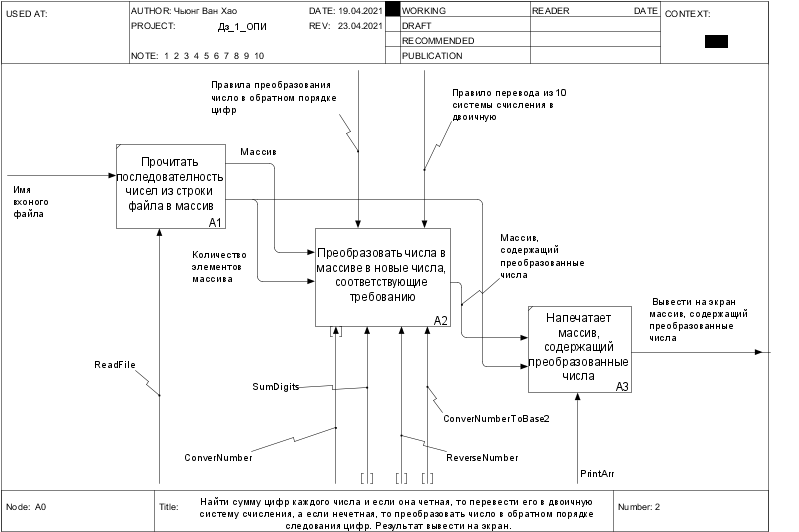 USED AT:
AUTHOR: Чыонг Ван Хао
DATE: 19.04.2021
WORKING
READER
DATE
CONTEXT:
PROJECT:
Дз_1_ОПИ
REV:
23.04.2021
DRAFT
RECOMMENDED
NOTE: 1 2 3 4 5 6 7 8 9 10
PUBLICATION
Правила преобразования
число в обратном порядке
цифр
Правило перевода из 10
системы счисления в
двоичную
Массив
Прочитать
последователность
чисел из строки
файла в массив
A1
Имя
вхоного
файла
Количество
элементов
массива
Преобразовать числа в
массиве в новые числа,
соответствующие
требованию
A2
Массив,
содержащий
преобразованные
числа
Напечатает
массив,
содержащий
преобразованные
числа
A3
Вывести на экран
массив, содержащий
преобразованные
числа
ReadFile
SumDigits
ConverNumberToBase2
ConverNumber
ReverseNumber
PrintArr
Node: A0
Title:
Найти сумму цифр каждого числа и если она четная, то перевести его в двоичную
систему счисления, а если нечетная, то преобразовать число в обратном порядке
следования цифр. Результат вывести на экран.
Number: 2